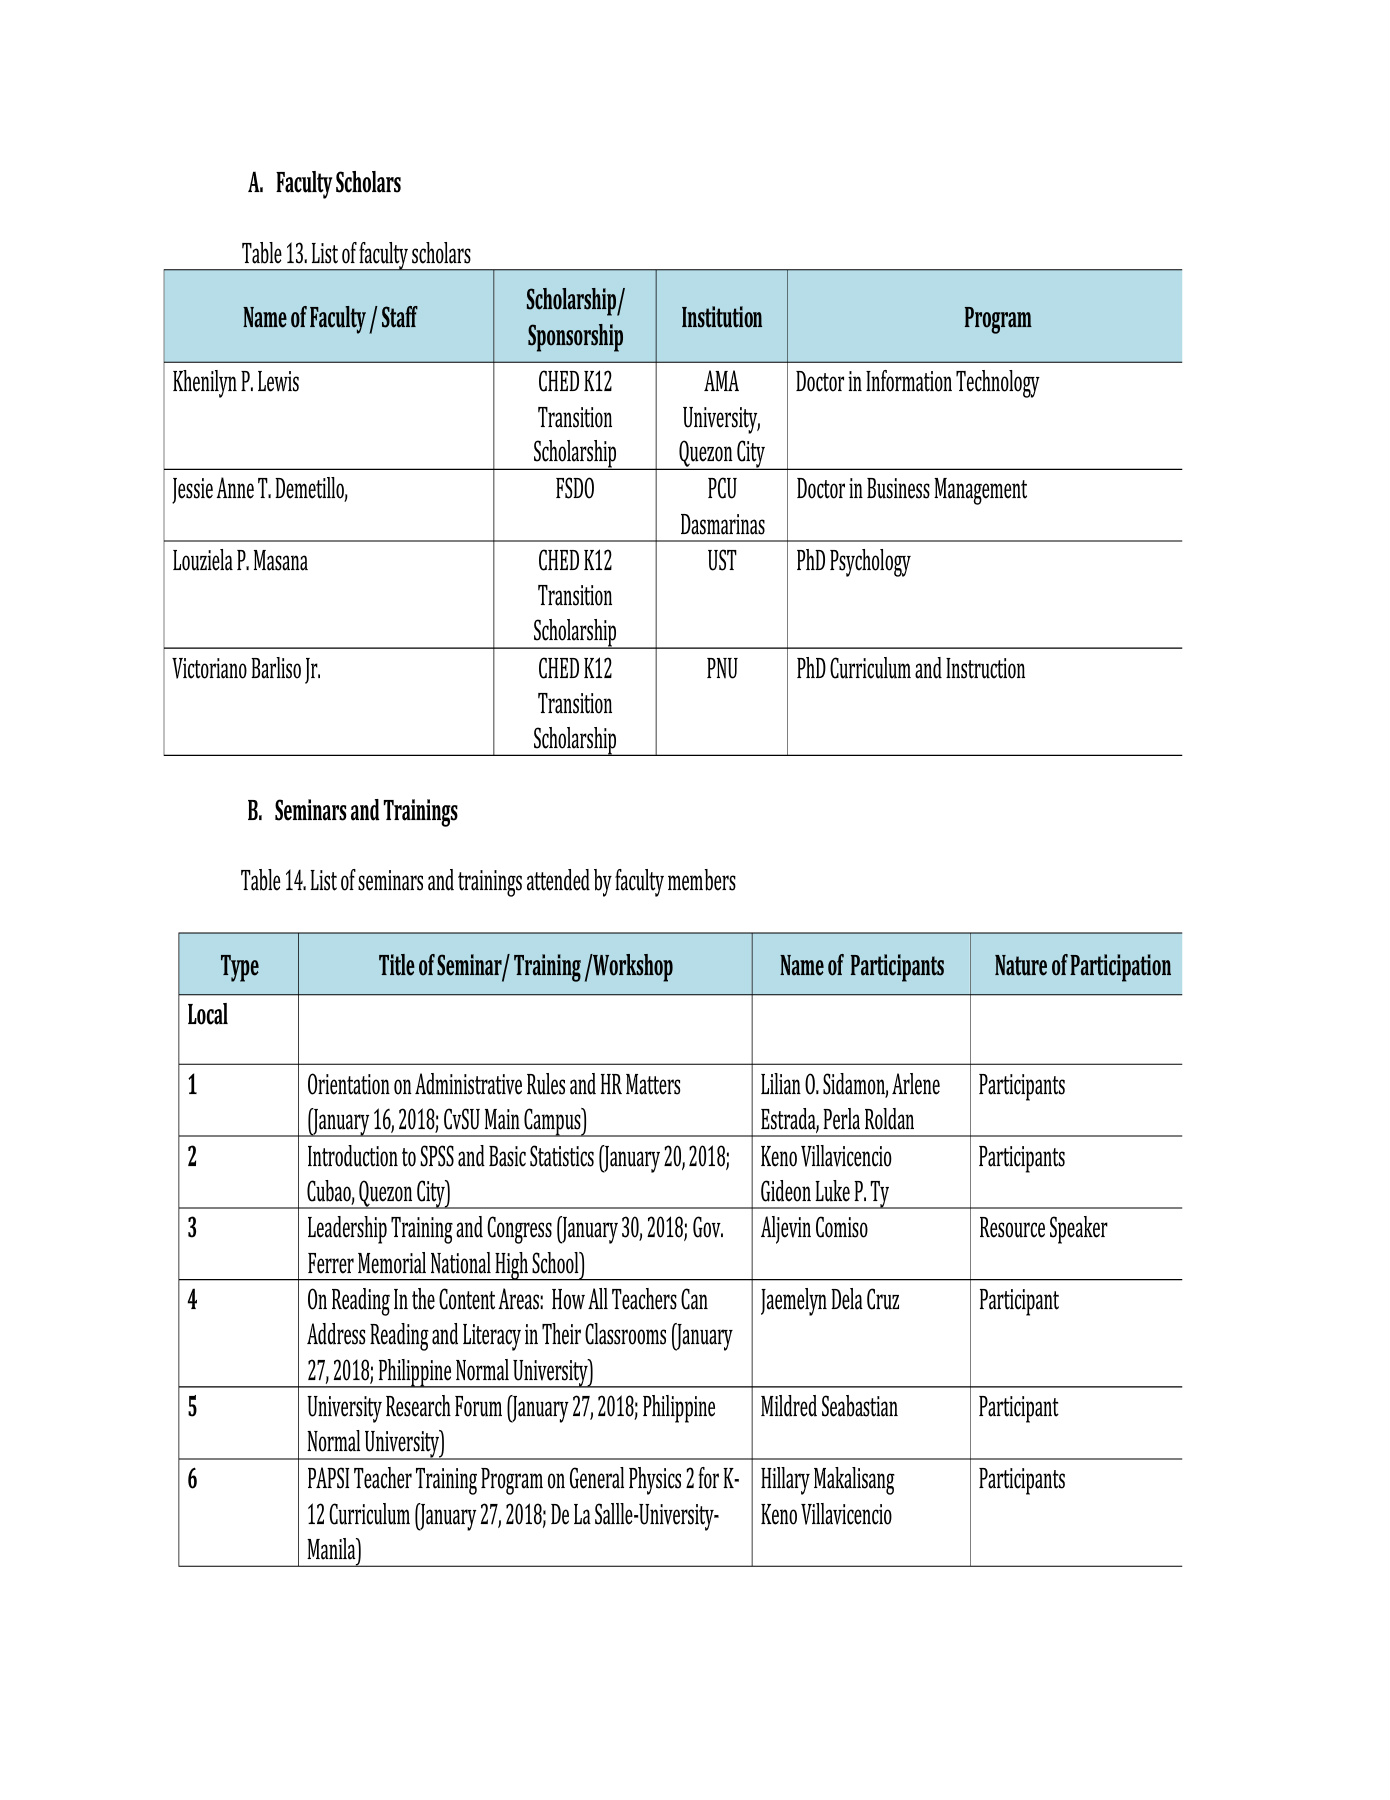 A. Faculty Scholars
Table 13. List of faculty scholars
Name of Faculty / Staff
Scholarship/
Sponsorship
Institution
Program
Khenilyn P. Lewis
CHED K12
Transition
Scholarship
AMA
University,
Quezon City
Doctor in Information Technology
Jessie Anne T. Demetillo,
FSDO
PCU
Dasmarinas
Doctor in Business Management
Louziela P. Masana
CHED K12
Transition
Scholarship
UST
PhD Psychology
Victoriano Barliso Jr.
CHED K12
Transition
Scholarship
PNU
PhD Curriculum and Instruction
B. Seminars and Trainings
Table 14. List of seminars and trainings attended by faculty members
Type
Title of Seminar/ Training /Workshop
Name of Participants
Nature of Participation
Local
1
Orientation on Administrative Rules and HR Matters
(January 16, 2018; CvSU Main Campus)
Lilian O. Sidamon, Arlene
Estrada, Perla Roldan
Participants
2
Introduction to SPSS and Basic Statistics (January 20, 2018;
Cubao, Quezon City)
Keno Villavicencio
Gideon Luke P. Ty
Participants
3
Leadership Training and Congress (January 30, 2018; Gov.
Ferrer Memorial National High School)
Aljevin Comiso
Resource Speaker
4
On Reading In the Content Areas: How All Teachers Can
Address Reading and Literacy in Their Classrooms (January
27, 2018; Philippine Normal University)
Jaemelyn Dela Cruz
Participant
5
University Research Forum (January 27, 2018; Philippine
Normal University)
Mildred Seabastian
Participant
6
PAPSI Teacher Training Program on General Physics 2 for K-
12 Curriculum (January 27, 2018; De La Sallle-University-
Manila)
Hillary Makalisang
Keno Villavicencio
Participants